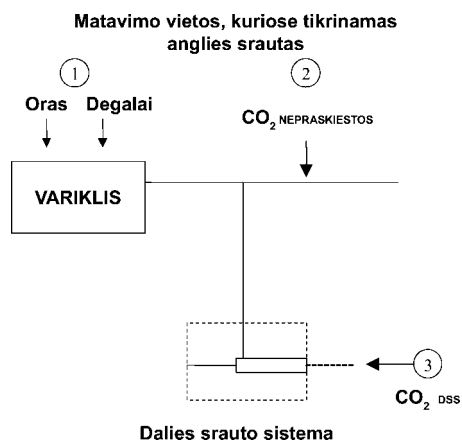 Matavimo vietos, kuriose tikrinamas
anglies srautas
1
2
Oras Degalai
CO2 NEPRASKIESTOS
VARIKLIS
3
CO2 DSS
Dalies srauto sistema